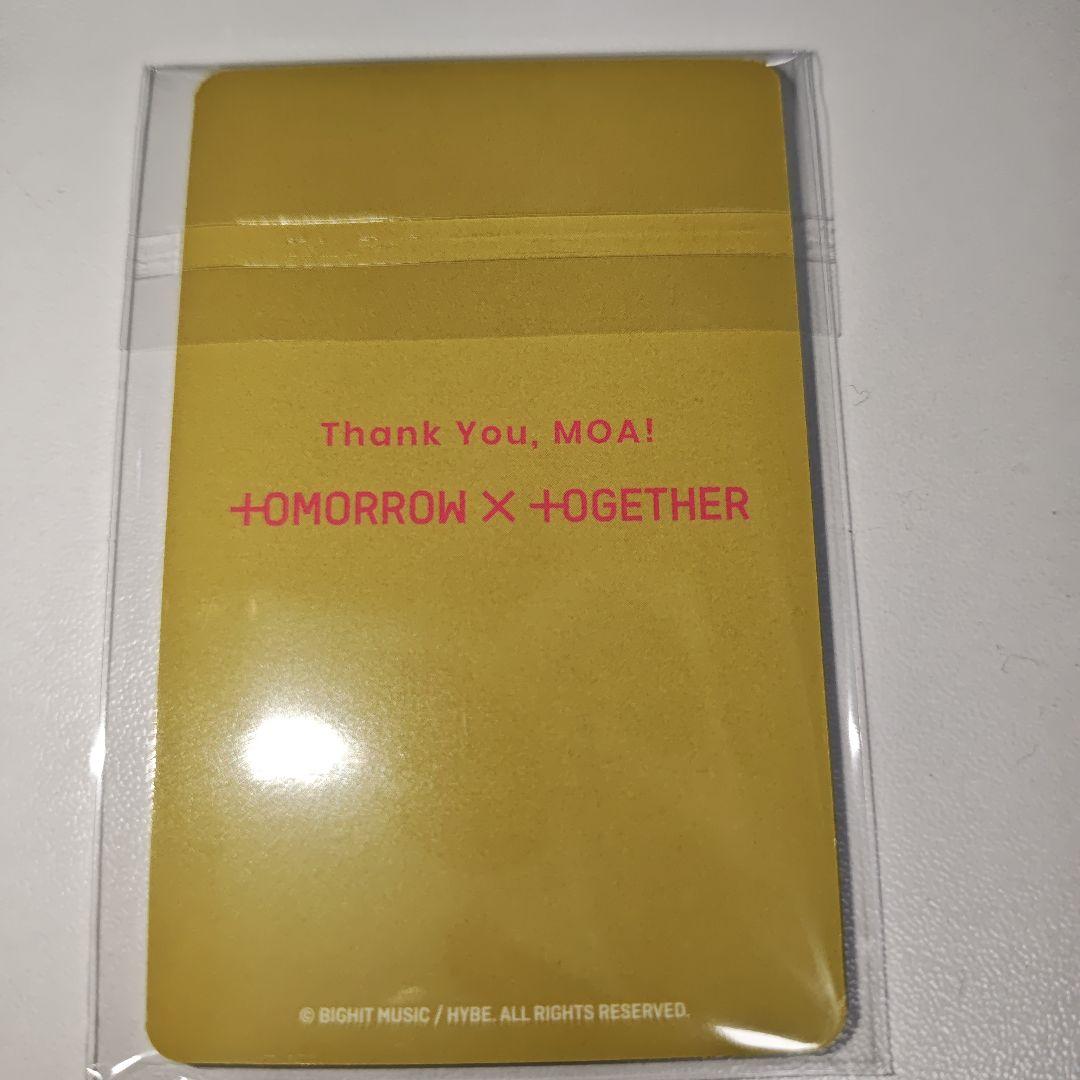 Thank You, MOA!
TOMORROW X TOGETHER
© BIGHIT MUSIC / HYBE. ALL RIGHTS RESERVED.